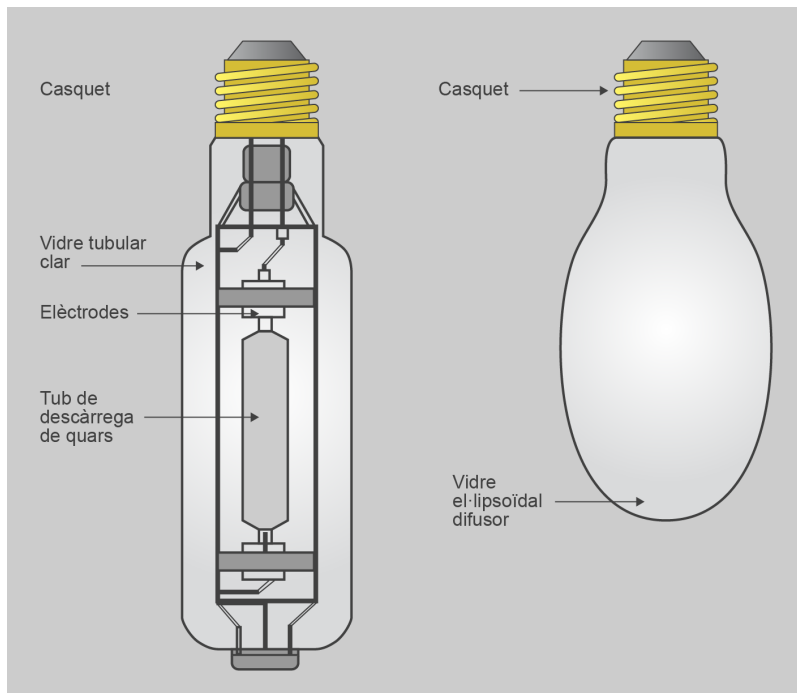 Casquet
Vidre tubular
clar
Elèctrodes
Tub de
descàrrega
de quars
Casquet
Vidre
el·lipsoïdal
difusor